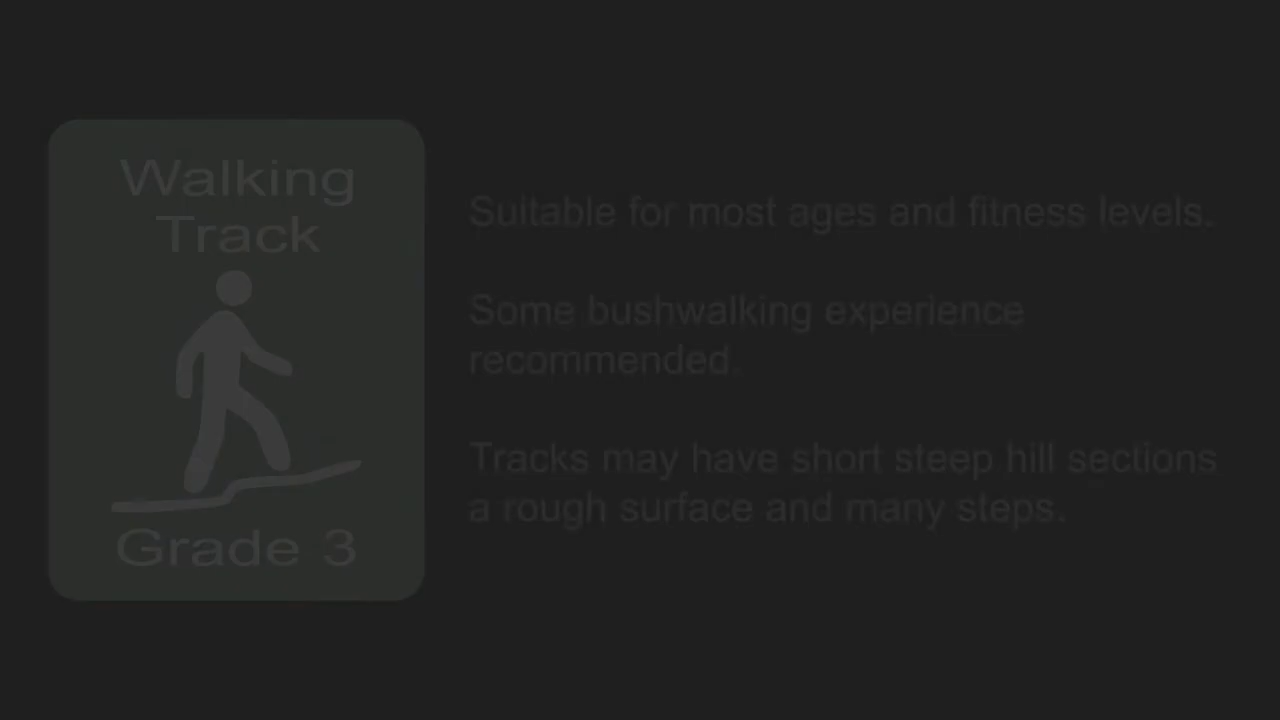 Walking
Track
Grade 3
Suitable for most ages and fitness levels.
Some bushwalking experience
recommended.
Tracks may have short steep hill sections
a rough surface and many steps.